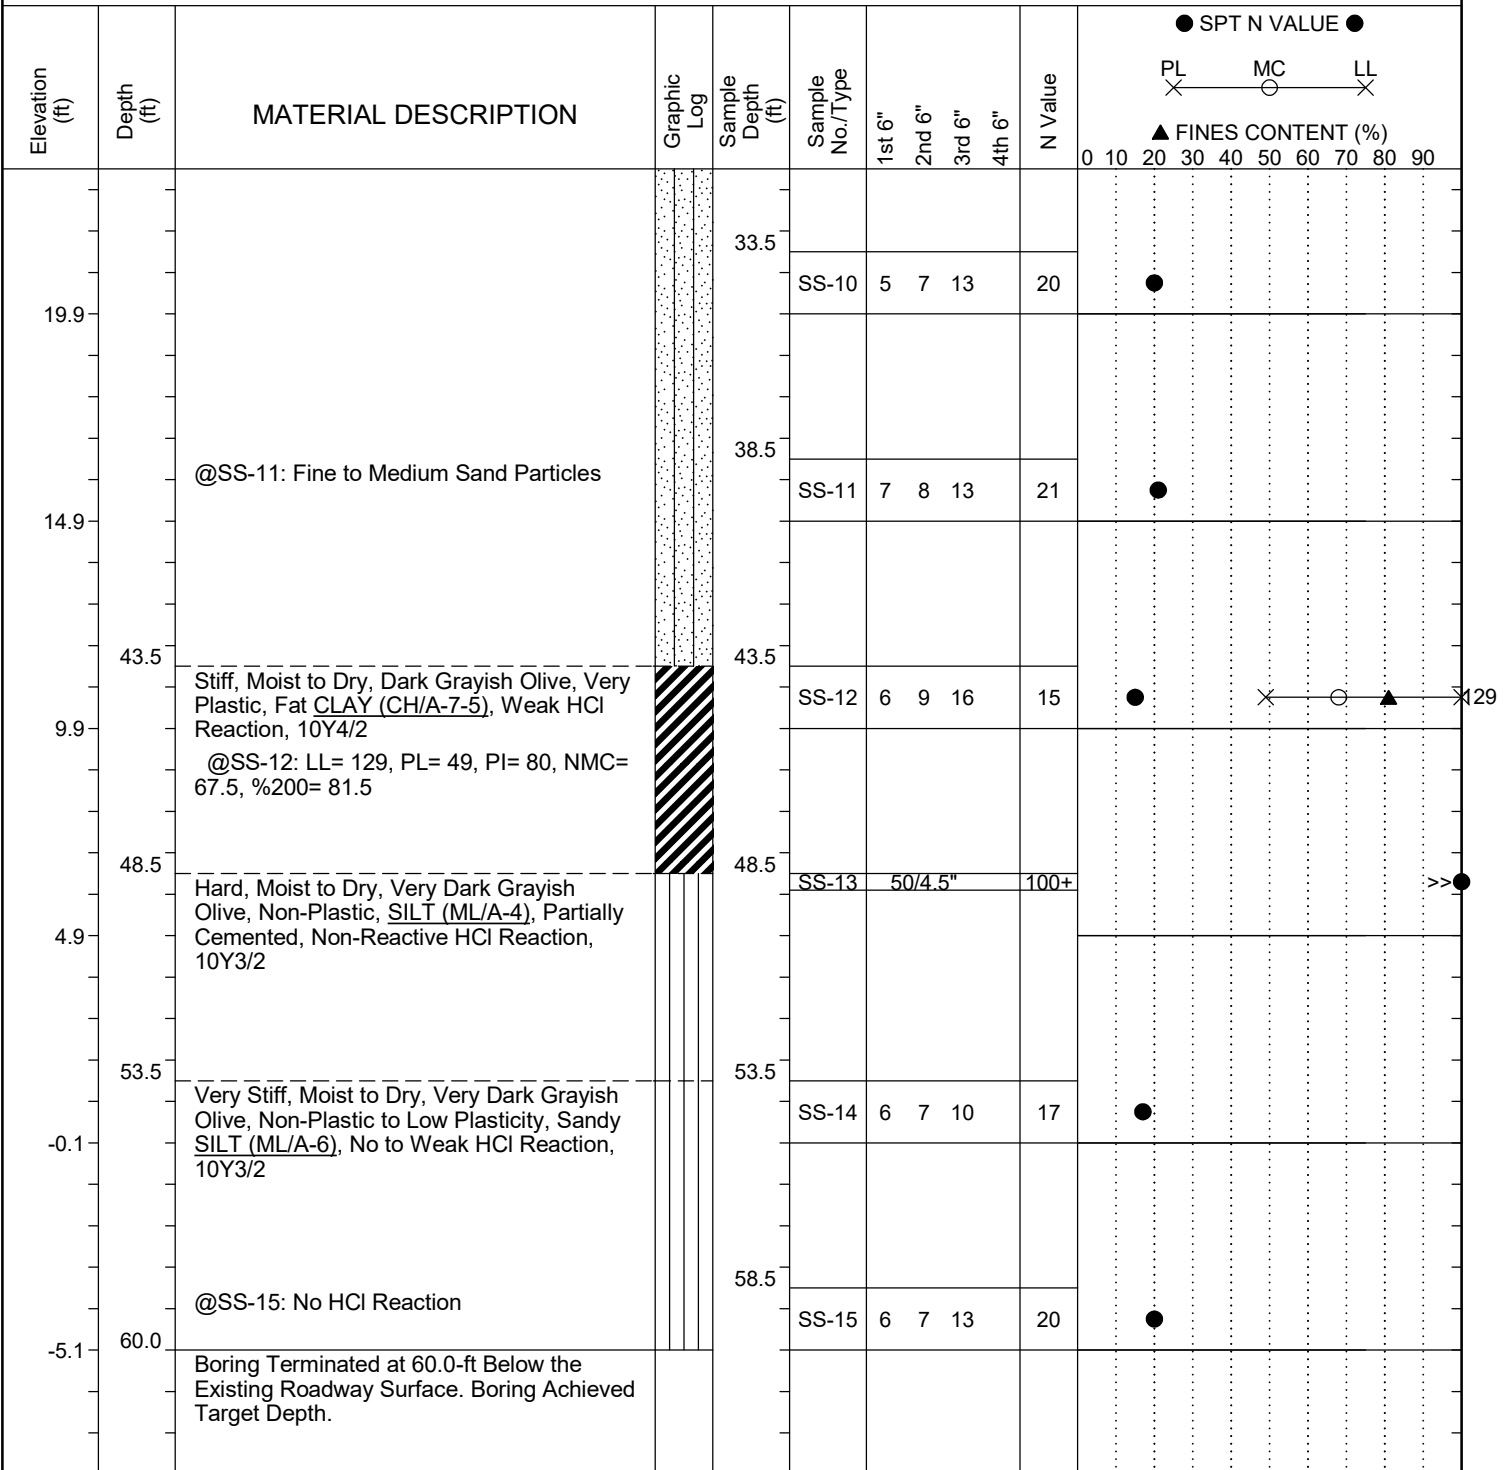 ● SPT N VALUE ●
PL MC LL
▲ FINES CONTENT (%)
0 10 20 30 40 50 60 70 80 90
Elevation (ft)
Depth (ft)
MATERIAL DESCRIPTION
Graphic Log
Sample Depth (ft)
Sample No./Type
1st 6"
2nd 6"
3rd 6"
4th 6"
N Value
33.5
SS-10 5 7 13 20
19.9
38.5
@SS-11: Fine to Medium Sand Particles
SS-11 7 8 13 21
14.9
43.5 43.5
Stiff, Moist to Dry, Dark Grayish Olive, Very
Plastic, Fat CLAY (CH/A-7-5), Weak HCl
Reaction, 10Y4/2
SS-12 6 9 16 15 129
9.9
@SS-12: LL= 129, PL= 49, PI= 80, NMC=
67.5, %200= 81.5
48.5 48.5
Hard, Moist to Dry, Very Dark Grayish
Olive, Non-Plastic, SILT (ML/A-4), Partially
Cemented, Non-Reactive HCl Reaction,
10Y3/2
SS-13 50/4.5" 100+ >>
4.9
53.5 53.5
Very Stiff, Moist to Dry, Very Dark Grayish
Olive, Non-Plastic to Low Plasticity, Sandy
SILT (ML/A-6), No to Weak HCl Reaction,
10Y3/2
SS-14 6 7 10 17
-0.1
58.5
@SS-15: No HCl Reaction
SS-15 6 7 13 20
60.0
-5.1
Boring Terminated at 60.0-ft Below the
Existing Roadway Surface. Boring Achieved
Target Depth.